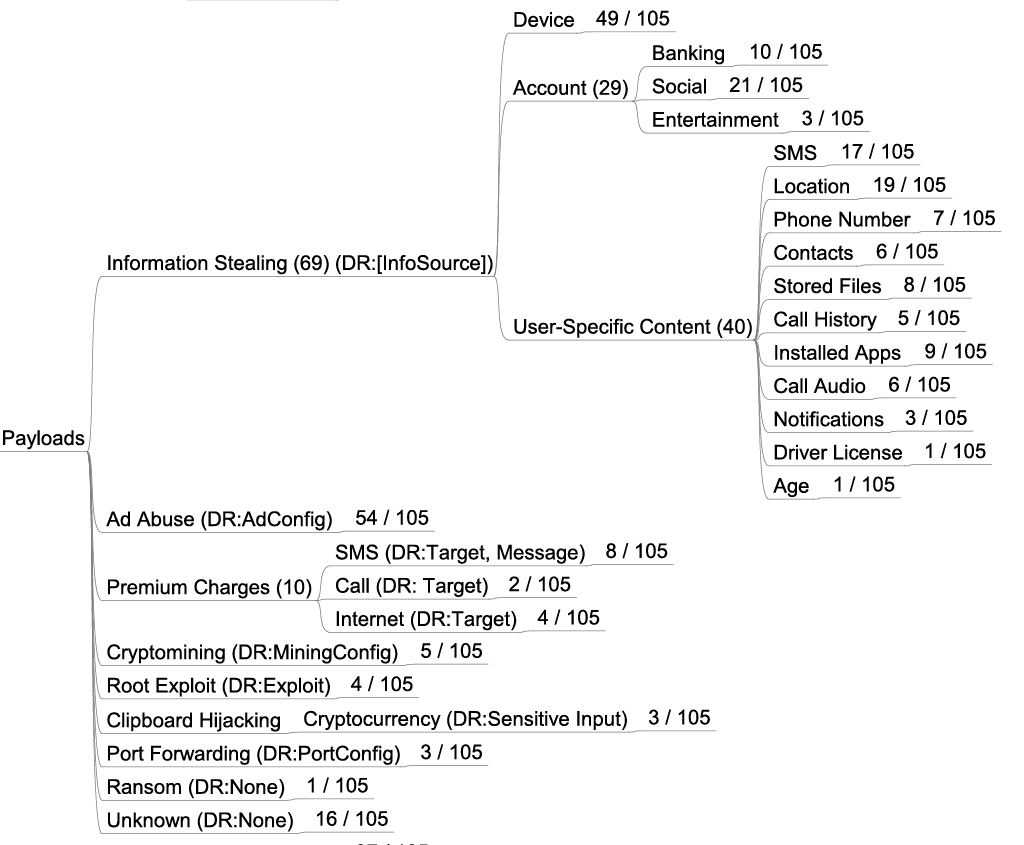 Device 49 / 105
Banking 10 / 105
Account (29)
Social 21 / 105
Entertainment 3 / 105
SMS 17 / 105
Location 19 / 105
Phone Number 7 / 105
Contacts 6 / 105
Information Stealing (69) (DR:[InfoSource])
Stored Files 8 / 105
Call History 5 / 105
User-Specific Content (40)
Installed Apps 9 / 105
Call Audio 6 / 105
Notifications 3 / 105
Payloads
Driver License 1 / 105
Age 1 / 105
Ad Abuse (DR:AdConfig) 54 / 105
SMS (DR:Target, Message) 8 / 105
Premium Charges (10)
Call (DR: Target) 2 / 105
Internet (DR:Target) 4 / 105
Cryptomining (DR:MiningConfig) 5 / 105
Root Exploit (DR:Exploit) 4 / 105
Clipboard Hijacking Cryptocurrency (DR:Sensitive Input) 3 / 105
Port Forwarding (DR:PortConfig) 3 / 105
Ransom (DR:None) 1 / 105
Unknown (DR:None) 16 / 105